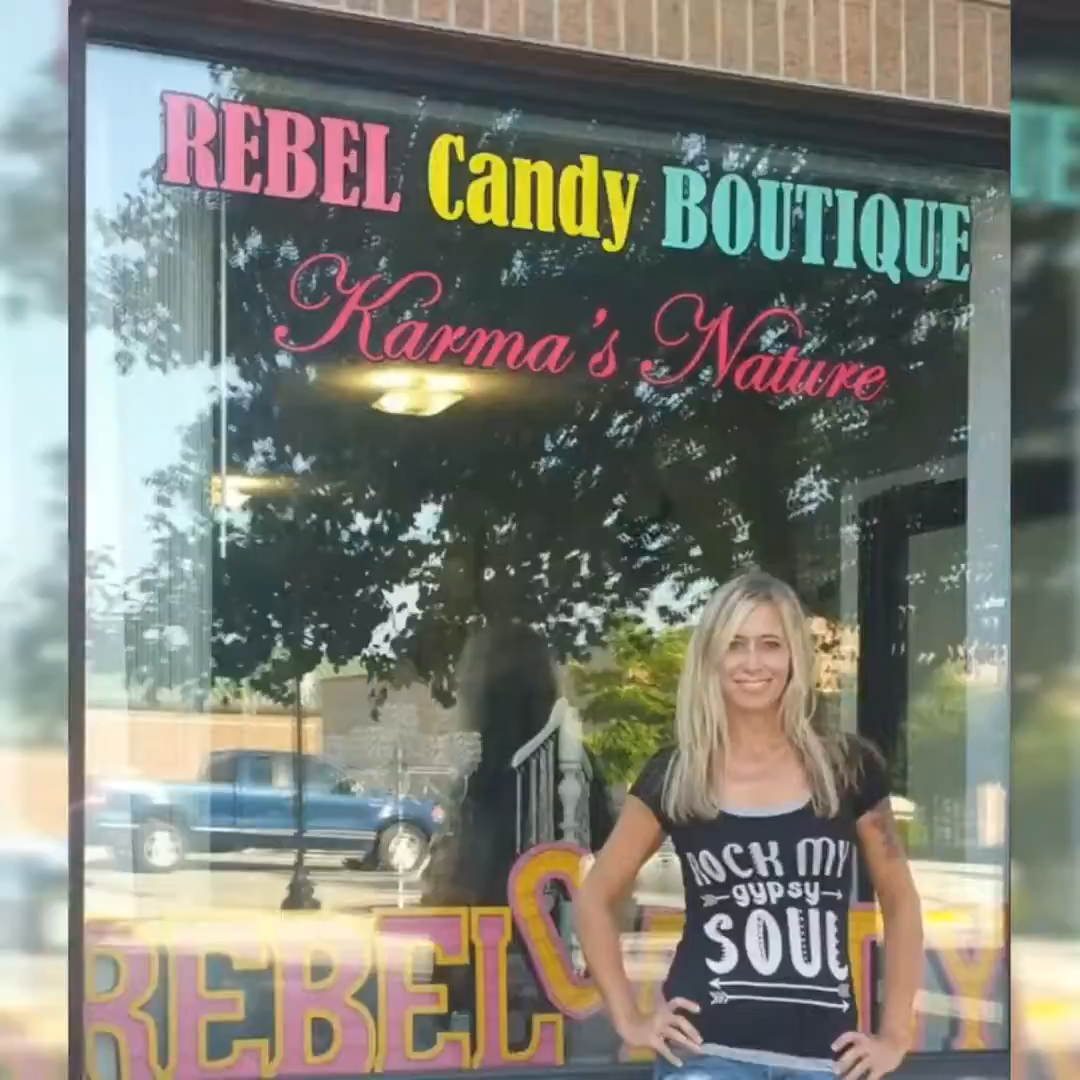 REBEL Candy BOUTIQUE
Karma's Nature
ROCK MY
gypsy
SOUL
REBEL